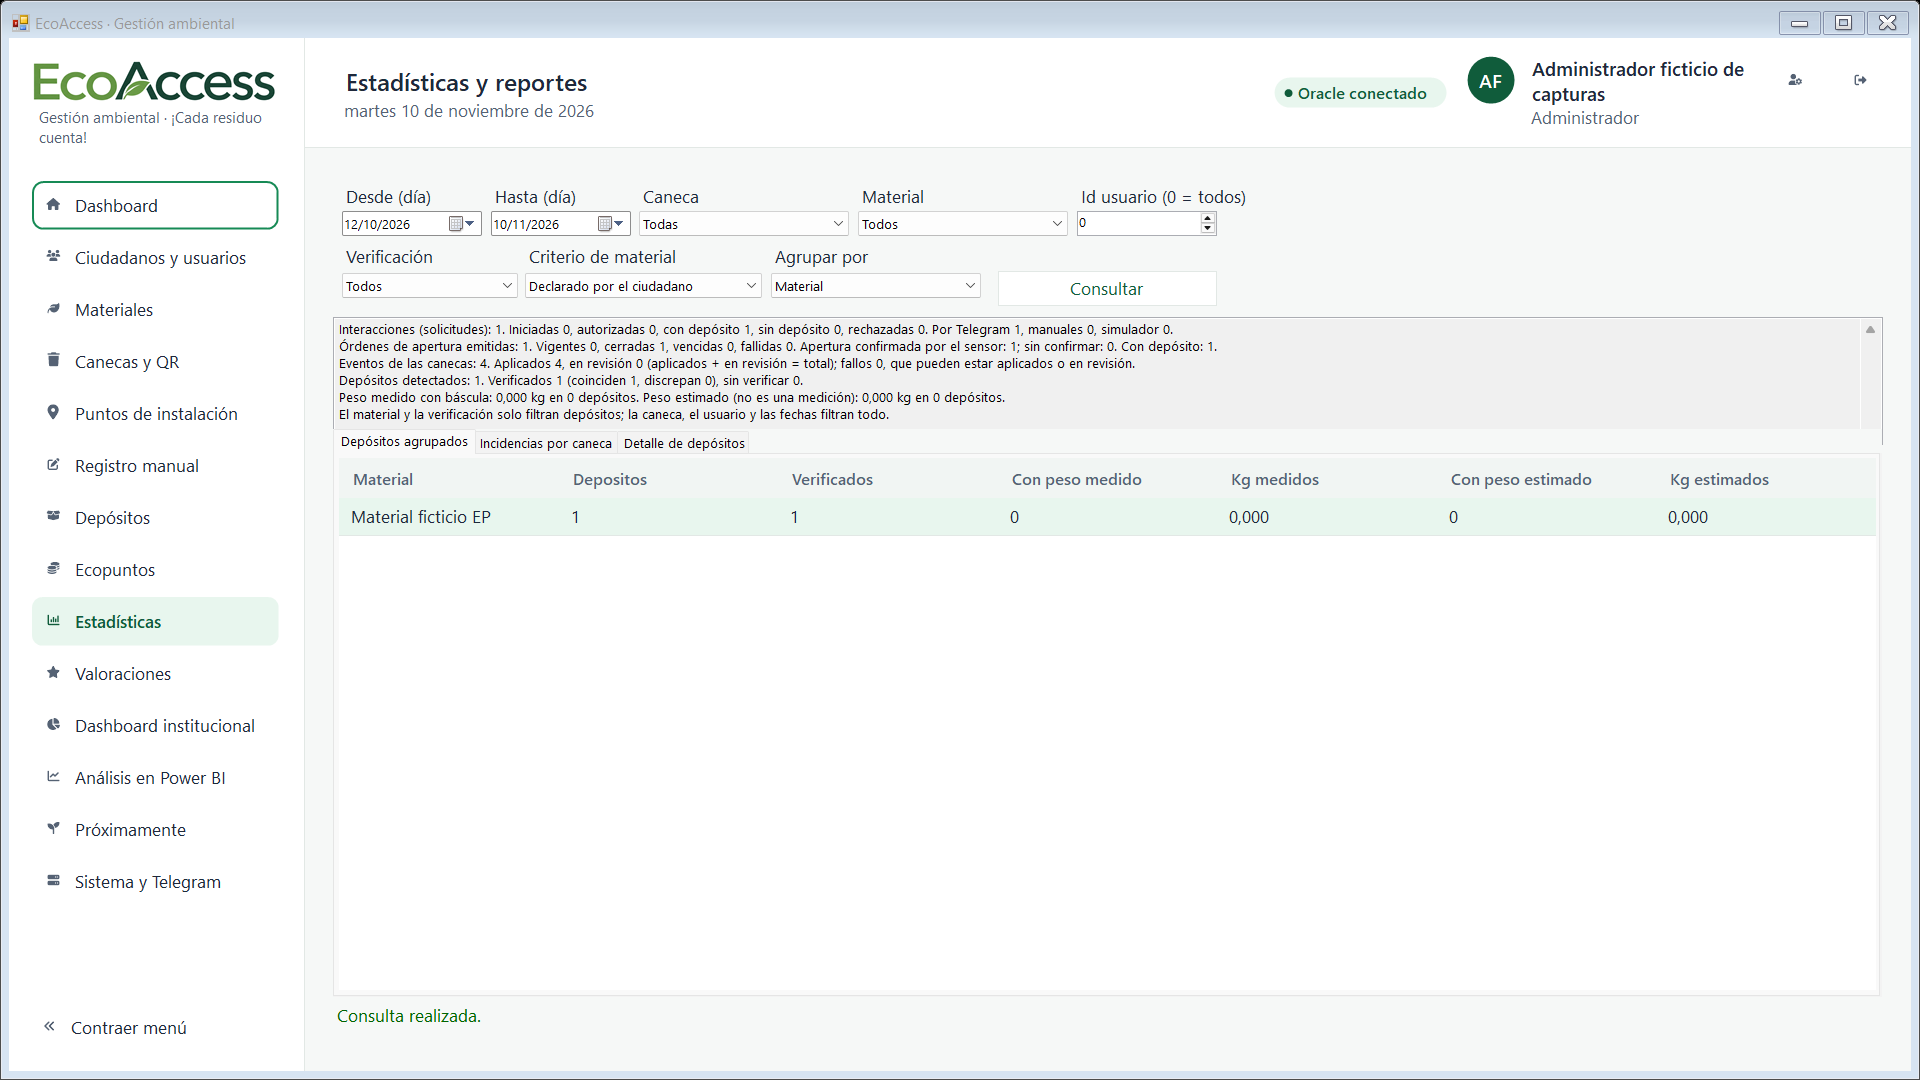 EcoAccess · Gestión ambiental
EcoAccess
Gestión ambiental · ¡Cada residuo
cuenta!
Dashboard
Ciudadanos y usuarios
Materiales
Canecas y QR
Puntos de instalación
Registro manual
Depósitos
Ecopuntos
Estadísticas
Valoraciones
Dashboard institucional
Análisis en Power BI
Próximamente
Sistema y Telegram
Contraer menú
Estadísticas y reportes
martes 10 de noviembre de 2026
Oracle conectado
AF
Administrador ficticio de
capturas
Administrador
Desde (día) Hasta (día) Caneca Material Id usuario (0 = todos)
12/10/2026 10/11/2026 Todas Todos 0
Verificación Criterio de material Agrupar por
Todos Declarado por el ciudadano Material Consultar
Interacciones (solicitudes): 1. Iniciadas 0, autorizadas 0, con depósito 1, sin depósito 0, rechazadas 0. Por Telegram 1, manuales 0, simulador 0.
Órdenes de apertura emitidas: 1. Vigentes 0, cerradas 1, vencidas 0, fallidas 0. Apertura confirmada por el sensor: 1; sin confirmar: 0. Con depósito: 1.
Eventos de las canecas: 4. Aplicados 4, en revisión 0 (aplicados + en revisión = total); fallos 0, que pueden estar aplicados o en revisión.
Depósitos detectados: 1. Verificados 1 (coinciden 1, discrepan 0), sin verificar 0.
Peso medido con báscula: 0,000 kg en 0 depósitos. Peso estimado (no es una medición): 0,000 kg en 0 depósitos.
El material y la verificación solo filtran depósitos; la caneca, el usuario y las fechas filtran todo.
Depósitos agrupados Incidencias por caneca Detalle de depósitos
Material Depositos Verificados Con peso medido Kg medidos Con peso estimado Kg estimados
Material ficticio EP 1 1 0 0,000 0 0,000
Consulta realizada.